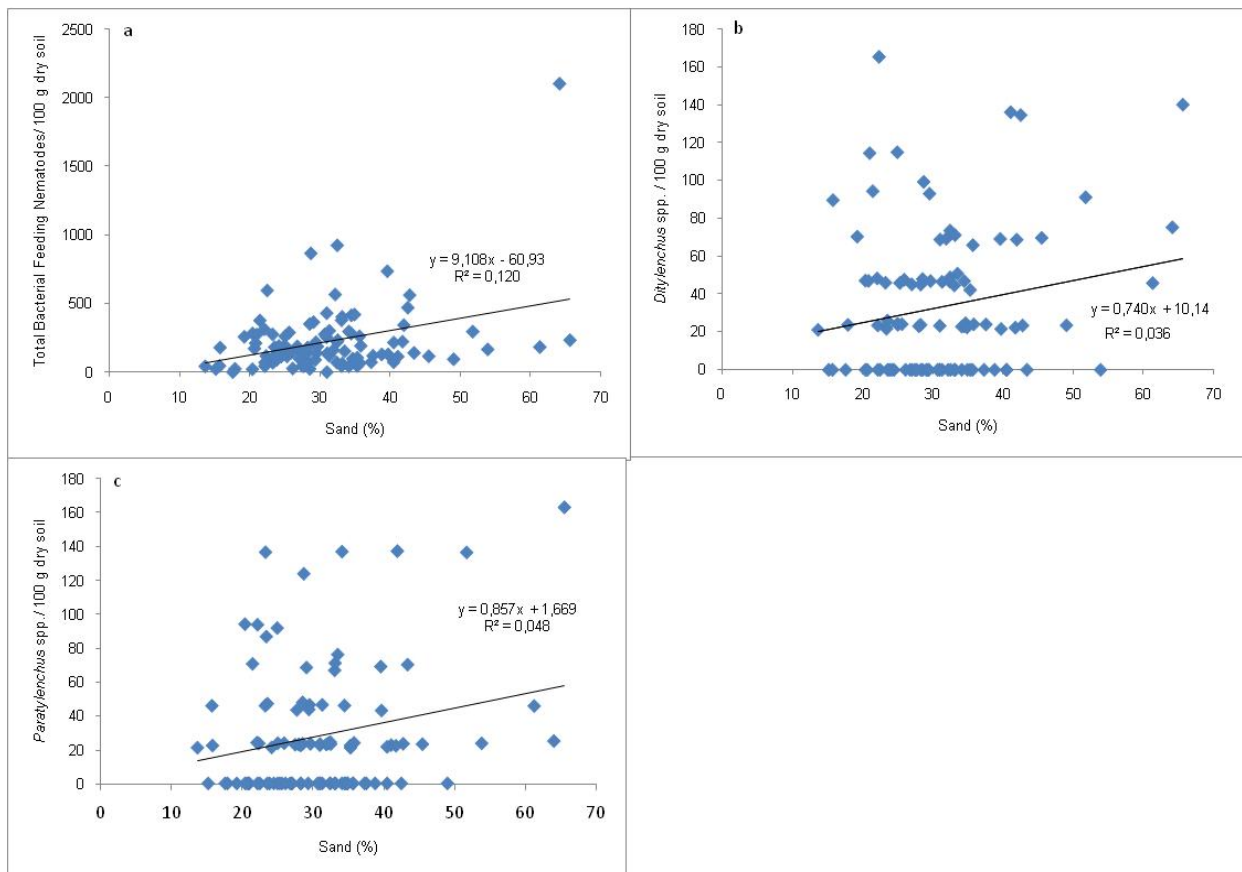 a
Total Bacterial Feeding Nematodes/ 100 g dry soil
2500
2000
1500
1000
500
0
y = 9,108x - 60,93
R² = 0,120
0 10 20 30 40 50 60 70
Sand (%)
b
Ditylenchus spp. / 100 g dry soil
180
160
140
120
100
80
60
40
20
0
y = 0,740x + 10,14
R² = 0,036
0 10 20 30 40 50 60 70
Sand (%)
c
Paratylenchus spp./ 100 g dry soil
180
160
140
120
100
80
60
40
20
0
y = 0,857x + 1,669
R² = 0,048
0 10 20 30 40 50 60 70
Sand (%)